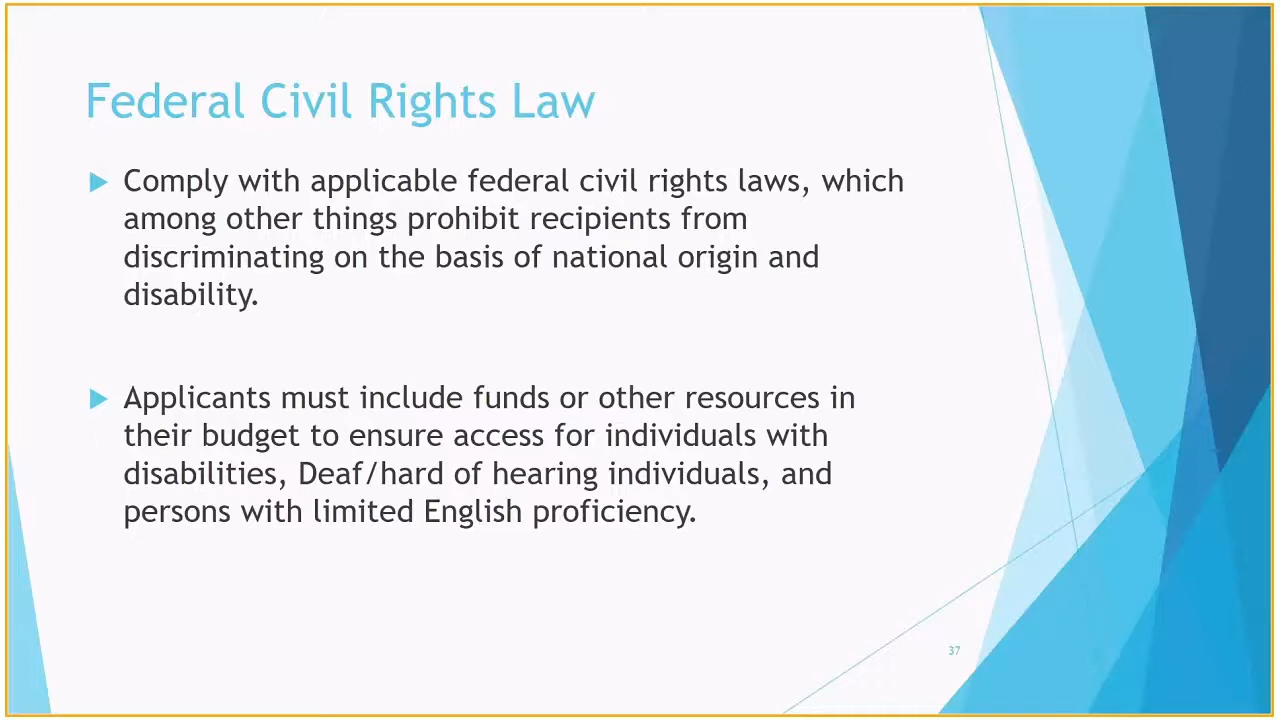 Federal Civil Rights Law
Comply with applicable federal civil rights laws, which
among other things prohibit recipients from
discriminating on the basis of national origin and
disability.
Applicants must include funds or other resources in
their budget to ensure access for individuals with
disabilities, Deaf/hard of hearing individuals, and
persons with limited English proficiency.
37